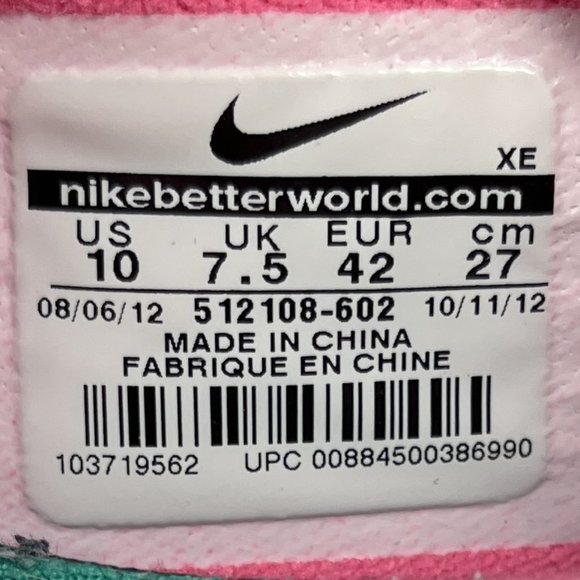 XE
nikebetterworld.com
US UK EUR cm
10 7.5 42 27
08/06/12 512108-602 10/11/12
MADE IN CHINA
FABRIQUE EN CHINE
103719562 UPC 00884500386990